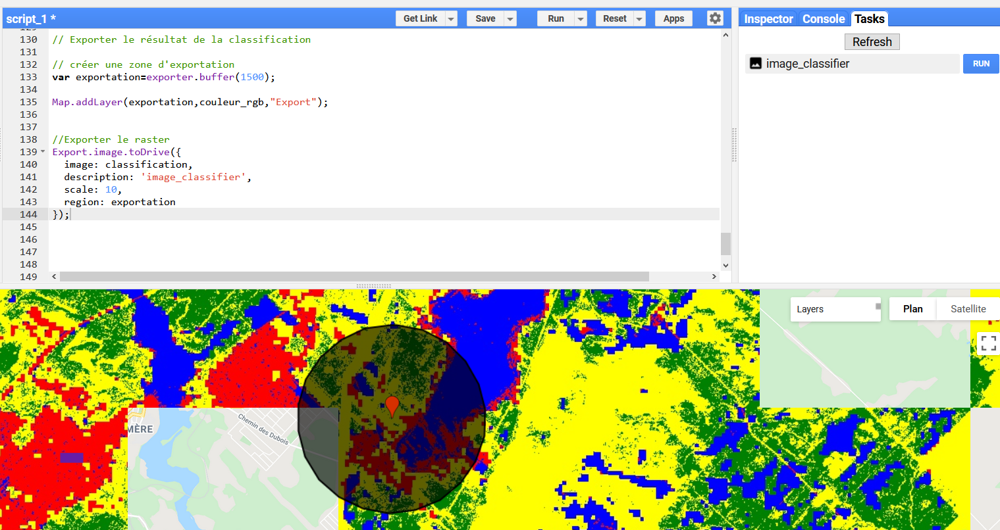 script_1 *
Get Link
Save
Run
Reset
Apps
Inspector
Console
Tasks
129
130 // Exporter le résultat de la classification
131
132 // créer une zone d'exportation
133 var exportation=exporter.buffer(1500);
134
135 Map.addLayer(exportation,couleur_rgb,"Export");
136
137
138 //Exporter le raster
139 Export.image.toDrive({
140 image: classification,
141 description: 'image_classifier',
142 scale: 10,
143 region: exportation
144 });
145
146
147
148
149
Refresh
image_classifier
RUN
Layers
Plan
Satellite
MÈRE
Chemin des Dubois